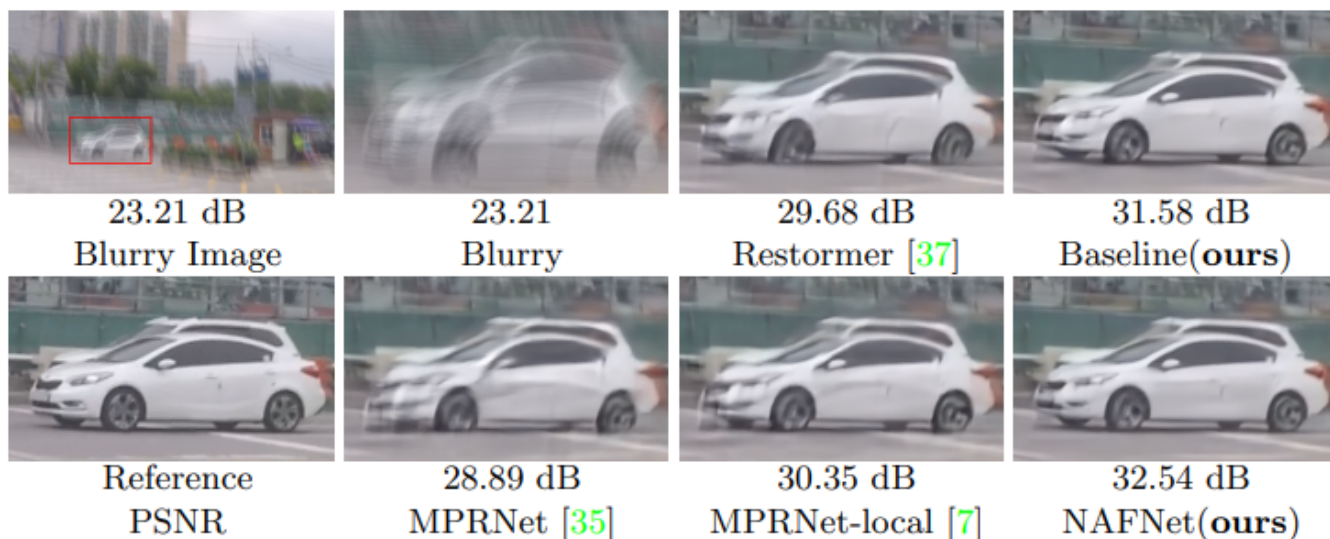 23.21 dB
Blurry Image
23.21
Blurry
29.68 dB
Restormer [37]
31.58 dB
Baseline(ours)
Reference
PSNR
28.89 dB
MPRNet [35]
30.35 dB
MPRNet-local [7]
32.54 dB
NAFNet(ours)